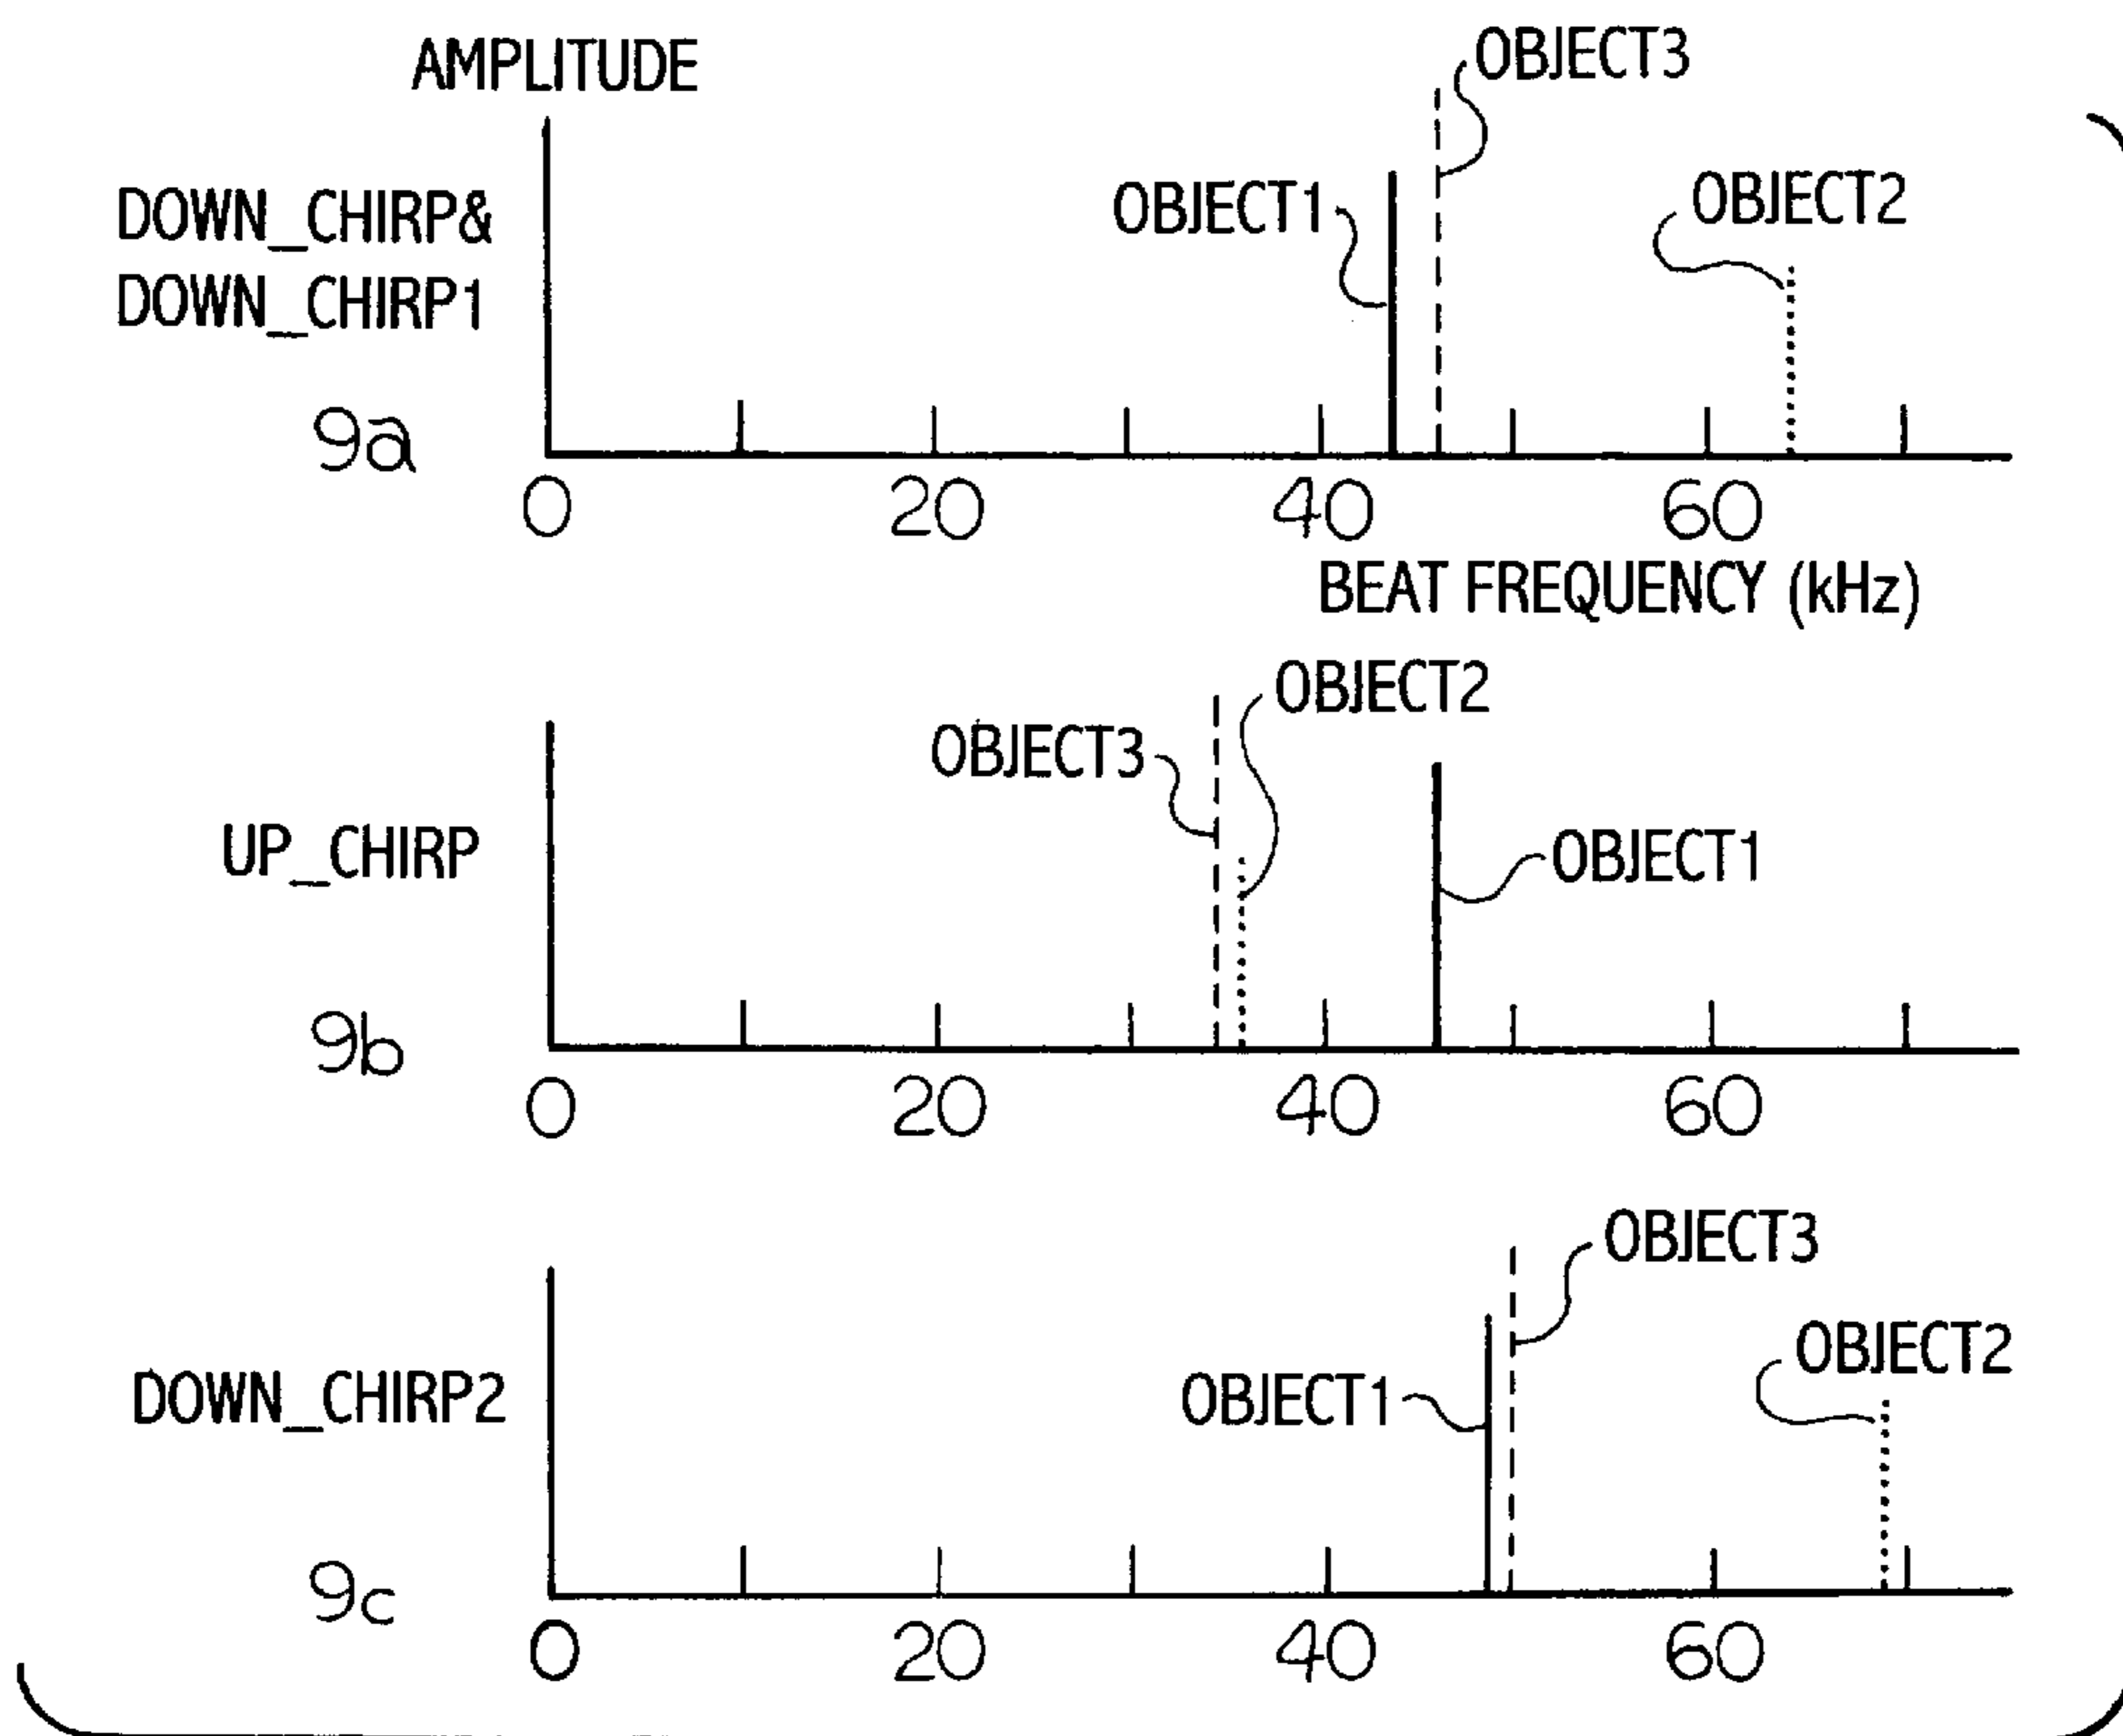 AMPLITUDE
OBJECT3
OBJECT1
OBJECT2
DOWN_CHIRP&
DOWN_CHIRP1
9a
0 20 40 60
BEAT FREQUENCY (kHz)
OBJECT2
OBJECT3
UP_CHIRP
OBJECT1
9b
0 20 40 60
OBJECT3
OBJECT2
DOWN_CHIRP2
OBJECT1
9c
0 20 40 60